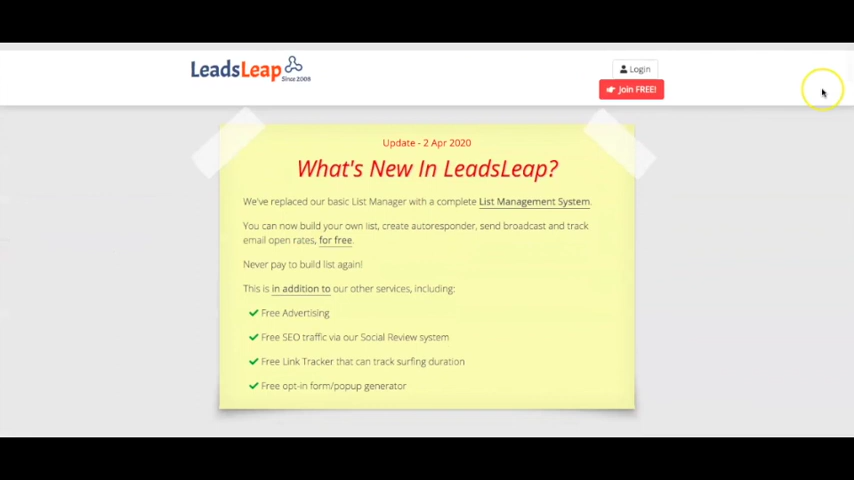 LeadsLeap
Since 2008
Login
Join FREE!
Update - 2 Apr 2020
What's New In LeadsLeap?
We've replaced our basic List Manager with a complete List Management System.
You can now build your own list, create autoresponder, send broadcast and track
email open rates, for free.
Never pay to build list again!
This is in addition to our other services, including:
Free Advertising
Free SEO traffic via our Social Review system
Free Link Tracker that can track surfing duration
Free opt-in form/popup generator